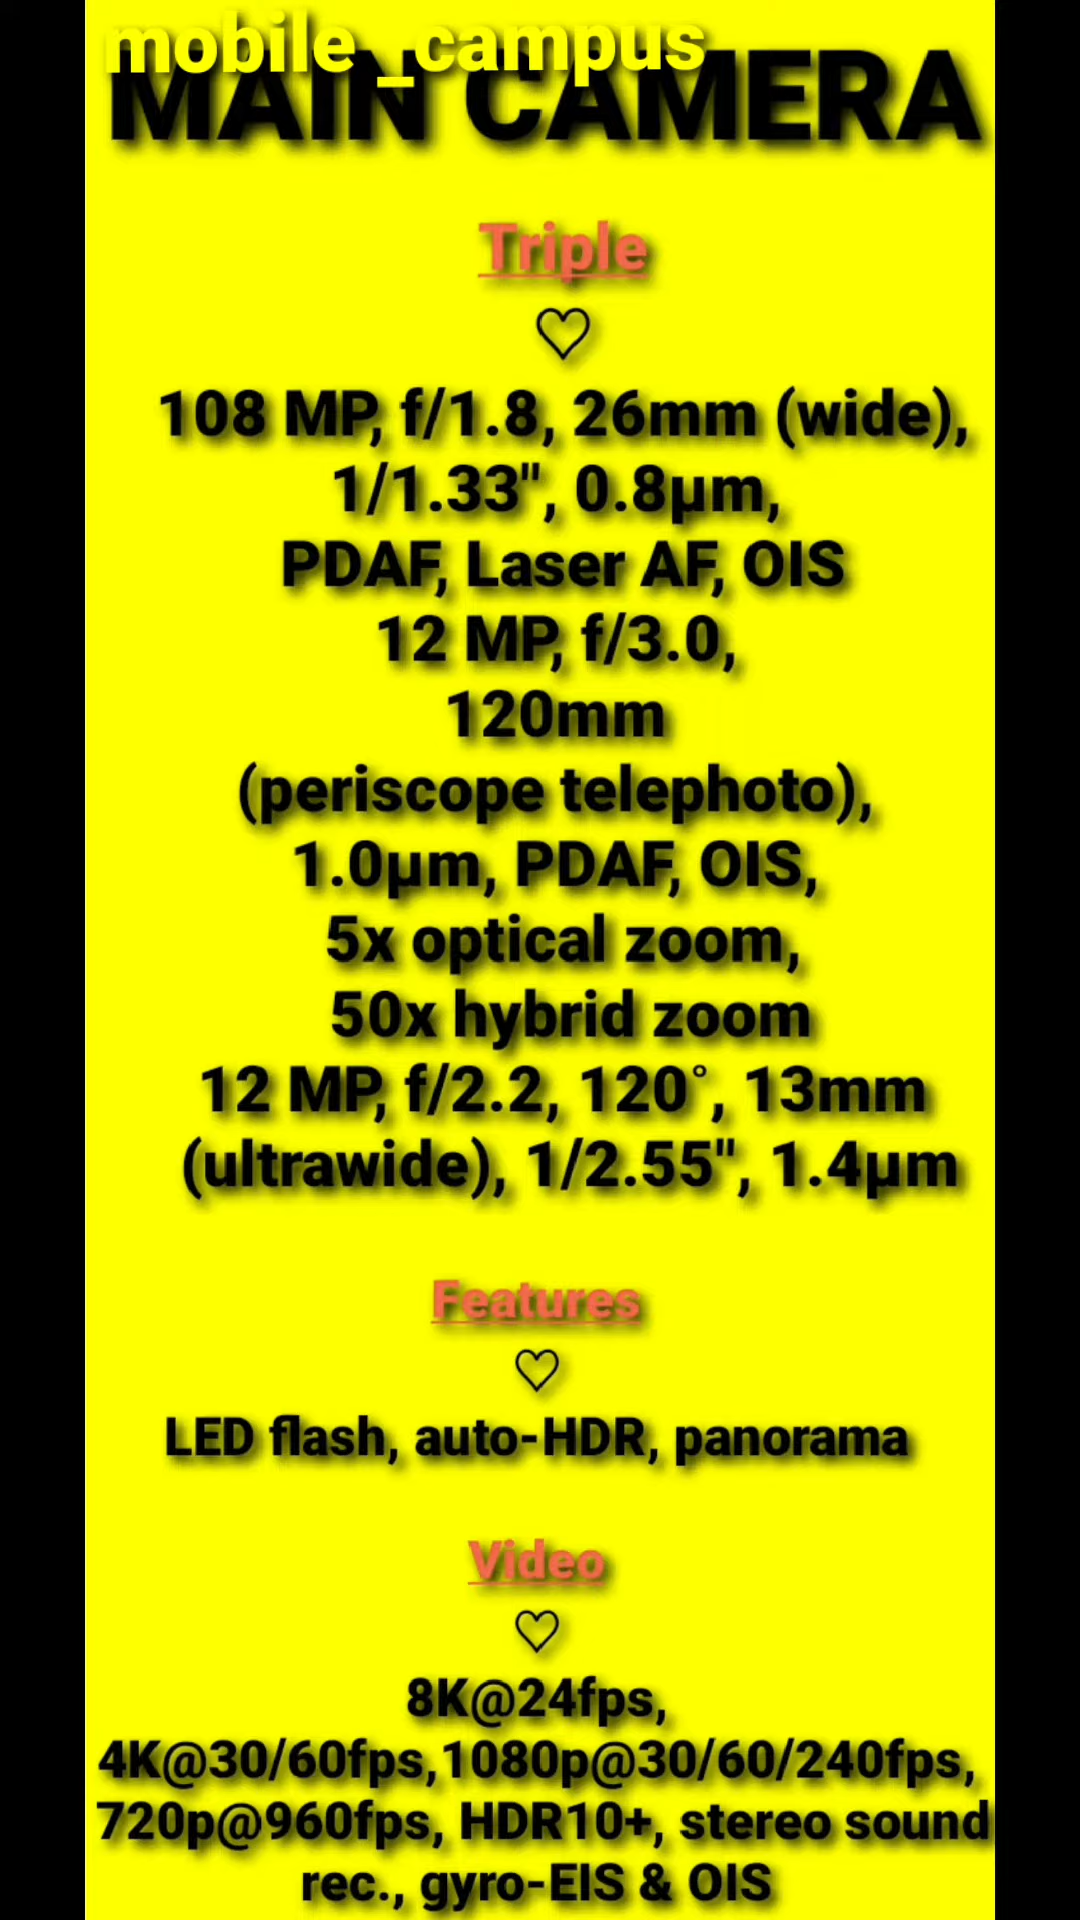 mobile _campus
MAIN CAMERA
Triple
♡
108 MP, f/1.8, 26mm (wide),
1/1.33", 0.8µm,
PDAF, Laser AF, OIS
12 MP, f/3.0,
120mm
(periscope telephoto),
1.0µm, PDAF, OIS,
5x optical zoom,
50x hybrid zoom
12 MP, f/2.2, 120˚, 13mm
(ultrawide), 1/2.55", 1.4µm
Features
♡
LED flash, auto-HDR, panorama
Video
♡
8K@24fps,
4K@30/60fps,1080p@30/60/240fps,
720p@960fps, HDR10+, stereo sound
rec., gyro-EIS & OIS